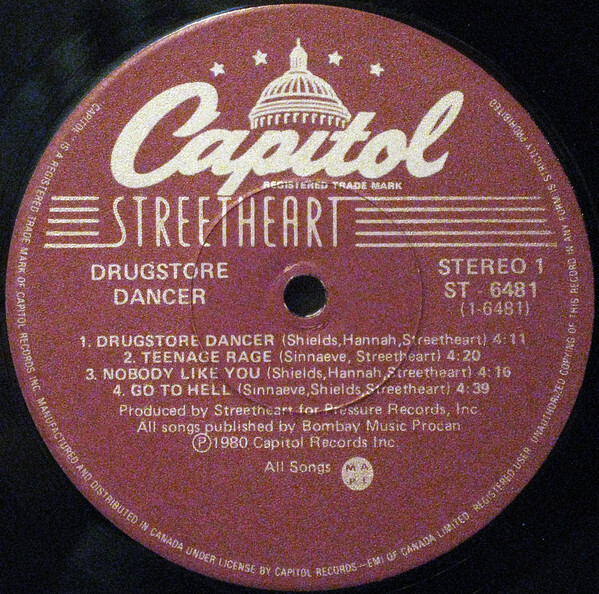 Capitol
REGISTERED TRADE MARK
STREETHEART
DRUGSTORE
DANCER
STEREO 1
ST - 6481
(1-6481)
1. DRUGSTORE DANCER (Shields,Hannah,Streetheart) 4:11
2. TEENAGE RAGE (Sinnaeve, Streetheart) 4:20
3. NOBODY LIKE YOU (Shields,Hannah,Streetheart) 4:16
4. GO TO HELL (Sinnaeve,Shields,Streetheart) 4:39
Produced by Streetheart for Pressure Records, Inc.
All songs published by Bombay Music Procan
Ⓟ1980 Capitol Records Inc.
All Songs
MA
PL
CAPITOL - IS A REGISTERED TRADE MARK OF CAPITOL RECORDS INC. MANUFACTURED AND DISTRIBUTED IN CANADA UNDER LICENSE BY CAPITOL RECORDS—EMI OF CANADA LIMITED. REGISTERED USER. UNAUTHORIZED COPYING OF THIS RECORD IN ANY FORM IS STRICTLY PROHIBITED